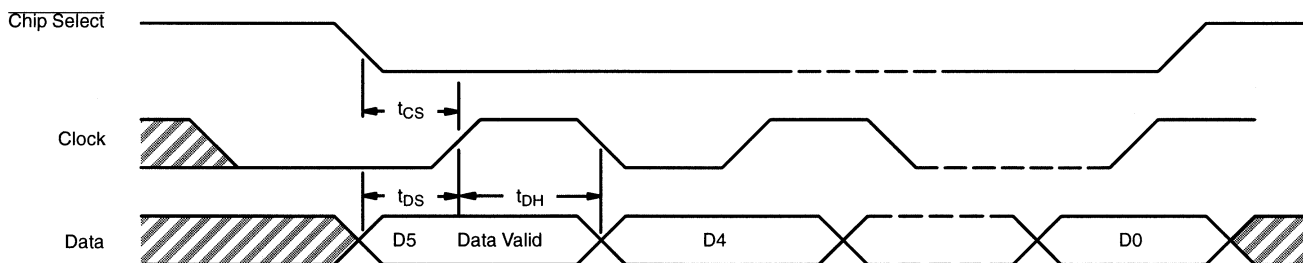 Chip Select
tCS
Clock
tDS
tDH
Data
D5
Data Valid
D4
D0